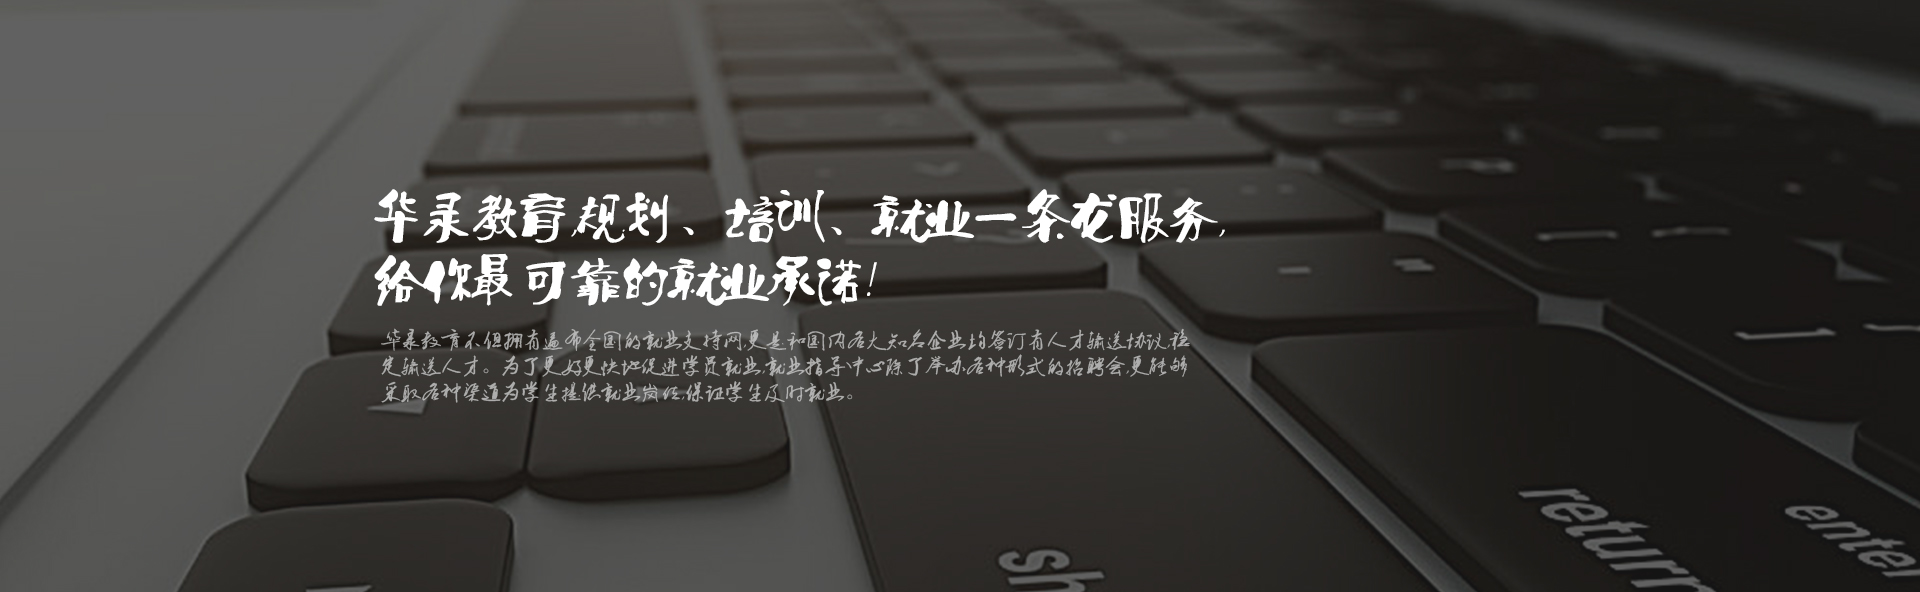 华录教育,规划、培训、就业一条龙服务,
给你最可靠的就业承诺!
华录教育不但拥有遍布全国的就业支持网,更是和国内各大知名企业均签订有人才输送协议,稳
定输送人才。为了更好更快地促进学员就业,就业指导中心除了举办各种形式的招聘会,更能够
采取各种渠道为学生提供就业岗位,保证学生及时就业。
return
enter
sh